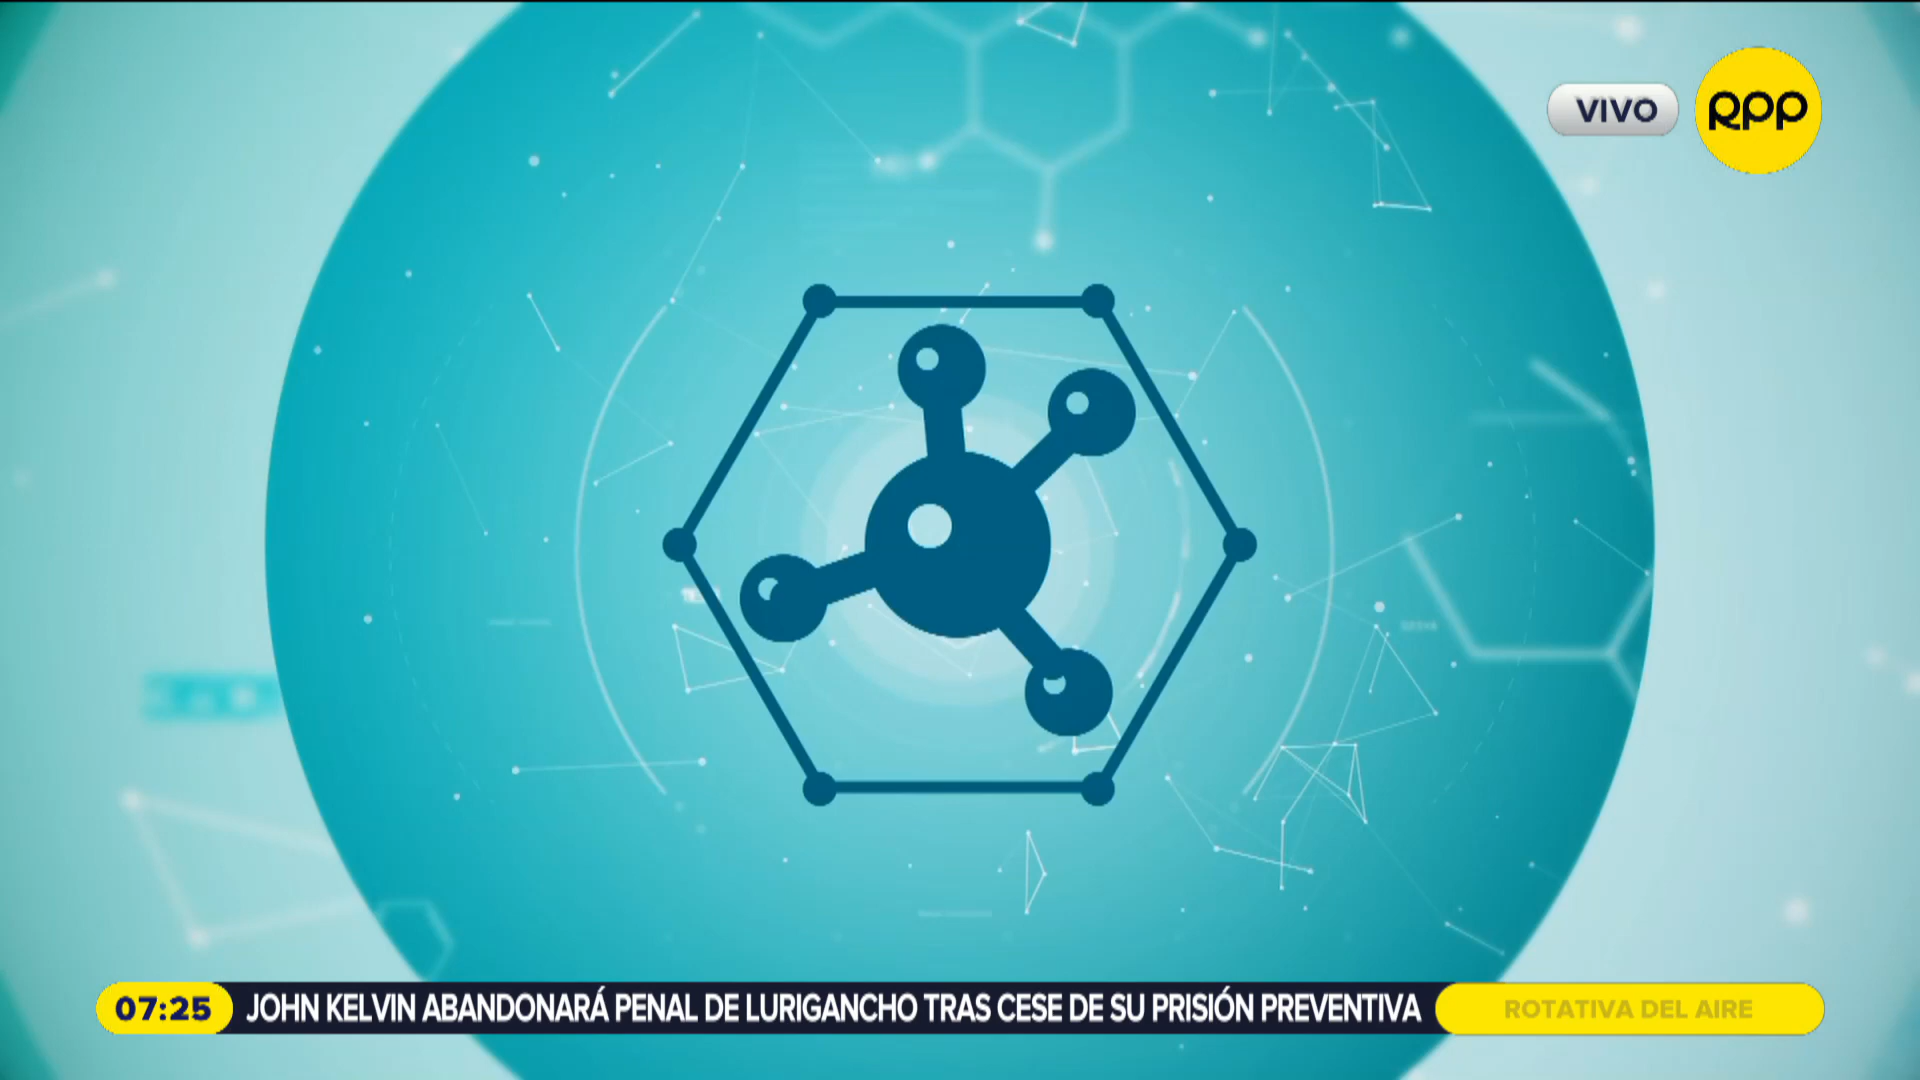 VIVO
rpp
07:25
JOHN KELVIN ABANDONARÁ PENAL DE LURIGANCHO TRAS CESE DE SU PRISIÓN PREVENTIVA
ROTATIVA DEL AIRE